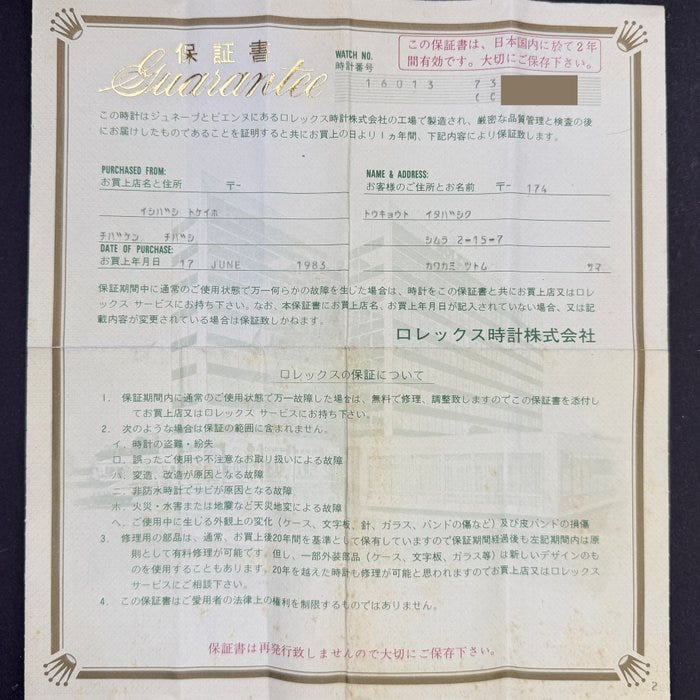 保証書
Guarantee
WATCH NO.
時計番号
16013 73
この保証書は、日本国内に於て2年
間有効です。大切にご保存下さい。
この時計はジュネーブとビエンヌにあるロレックス時計株式会社の工場で製造され、厳密な品質管理と検査の後
にお届けしたものであることを証明すると共にお買上の日より1ヵ年間、下記内容により保証致します。
PURCHASED FROM:
お買上店名と住所 〒-
イシバシ トケイホ
チバケン チバシ
DATE OF PURCHASE:
お買上年月日 17 JUNE 1983
NAME & ADDRESS:
お客様のご住所とお名前 〒- 174
トウキョウト イタバシク
シムラ 2-15-7
カワカミ ツトム サマ
保証期間中に通常のご使用状態で万一何らかの故障を生じた場合は、時計をこの保証書と共にお買上店又はロレ
ックス サービスにお持ち下さい。なお、本保証書にお買上店名、お買上年月日が記入されていない場合、又は記
載内容が変更されている場合は保証致しかねます。
ロレックス時計株式会社
ロレックスの保証について
1. 保証期間内に通常のご使用状態で万一故障した場合は、無料で修理、調整致しますのでこの保証書を添付し
てお買上店又はロレックス サービスにお持ち下さい。
2. 次のような場合は保証の範囲に含まれません。
イ. 時計の盗難・紛失
ロ. 誤ったご使用や不注意なお取り扱いによる故障
ハ. 変造、改造が原因となる故障
ニ. 非防水時計でサビが原因となる故障
ホ. 火災・水害または地震など天災地変による故障
ヘ. ご使用中に生じる外観上の変化（ケース、文字板、針、ガラス、バンドの傷など）及び皮バンドの損傷
3. 修理用の部品は、通常、お買上後20年間を基準として保有していますので保証期間経過後も左記期間内は原
則として有料修理が可能です。但し、一部外装部品（ケース、文字板、ガラス等）は新しいデザインのも
のを使用することもあります。20年を越えた時計も修理が可能と思われますのでお買上店又はロレックス
サービスにご相談下さい。
4. この保証書はご愛用者の法律上の権利を制限するものではありません。
保証書は再発行致しませんので大切にご保存下さい。
2